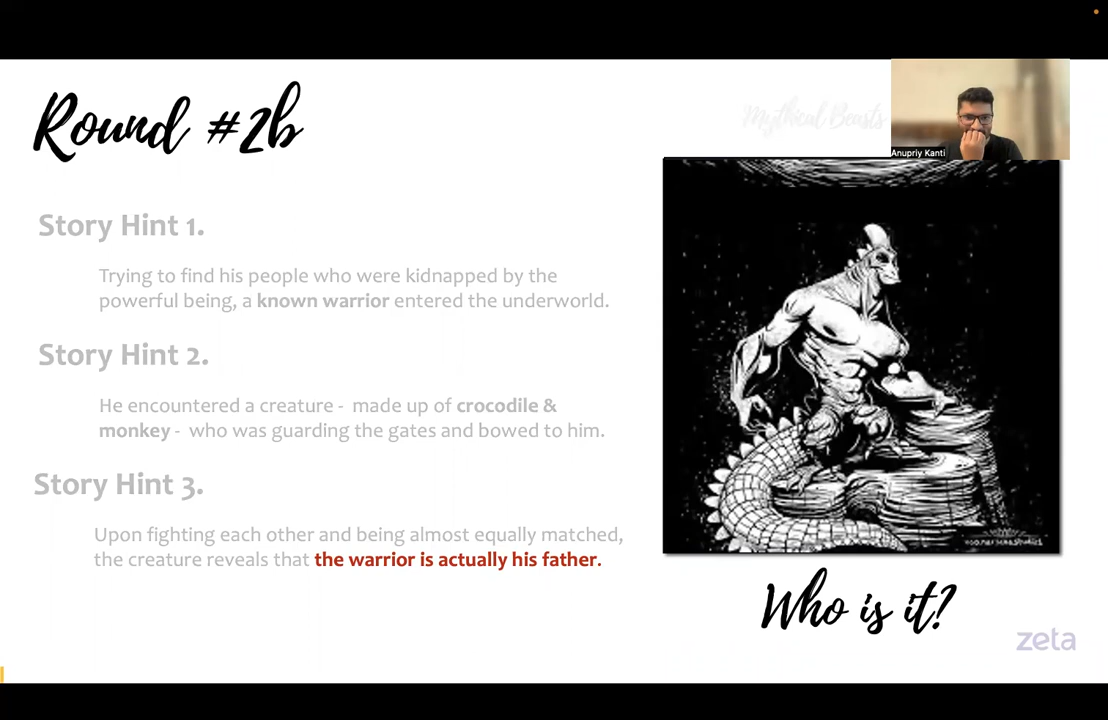 Round #2b
Mythical Beasts
Anupriy Kanti
Story Hint 1.
Trying to find his people who were kidnapped by the
powerful being, a known warrior entered the underworld.
Story Hint 2.
He encountered a creature - made up of crocodile &
monkey - who was guarding the gates and bowed to him.
Story Hint 3.
Upon fighting each other and being almost equally matched,
the creature reveals that the warrior is actually his father.
Who is it?
zeta